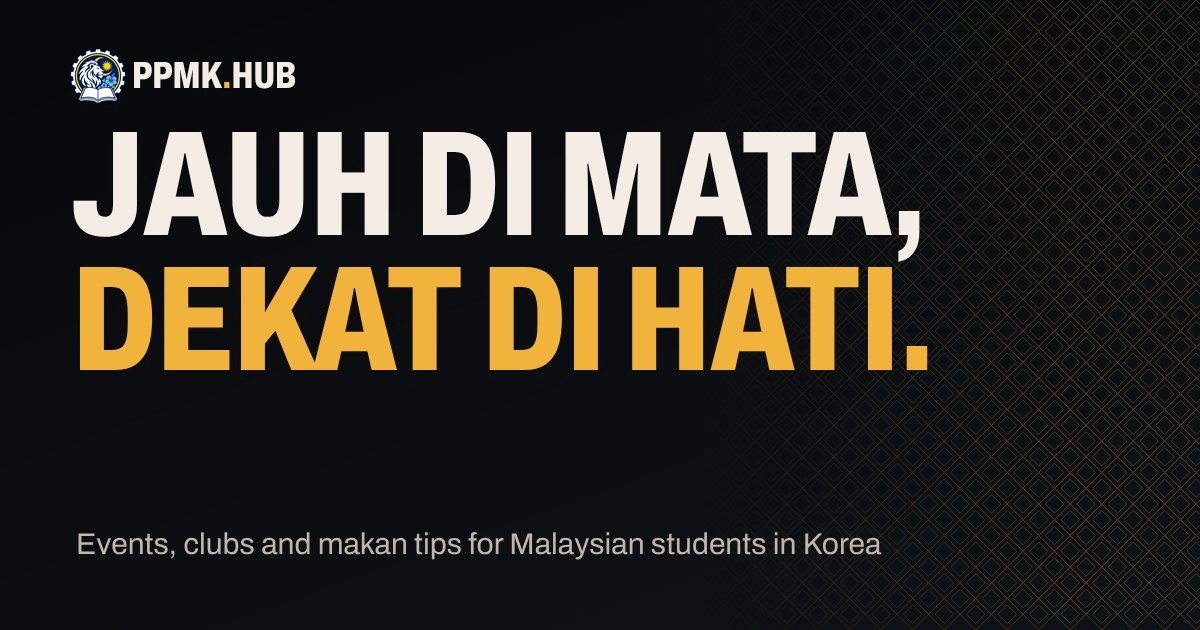 PPMK.HUB
JAUH DI MATA,
DEKAT DI HATI.
Events, clubs and makan tips for Malaysian students in Korea